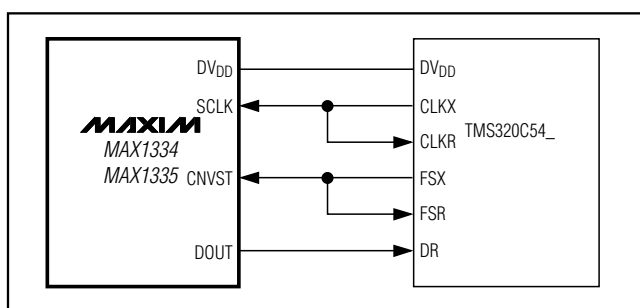 DVDD
DVDD
SCLK
CLKX
MAXIM
CLKR
TMS320C54_
MAX1334
MAX1335
CNVST
FSX
FSR
DOUT
DR